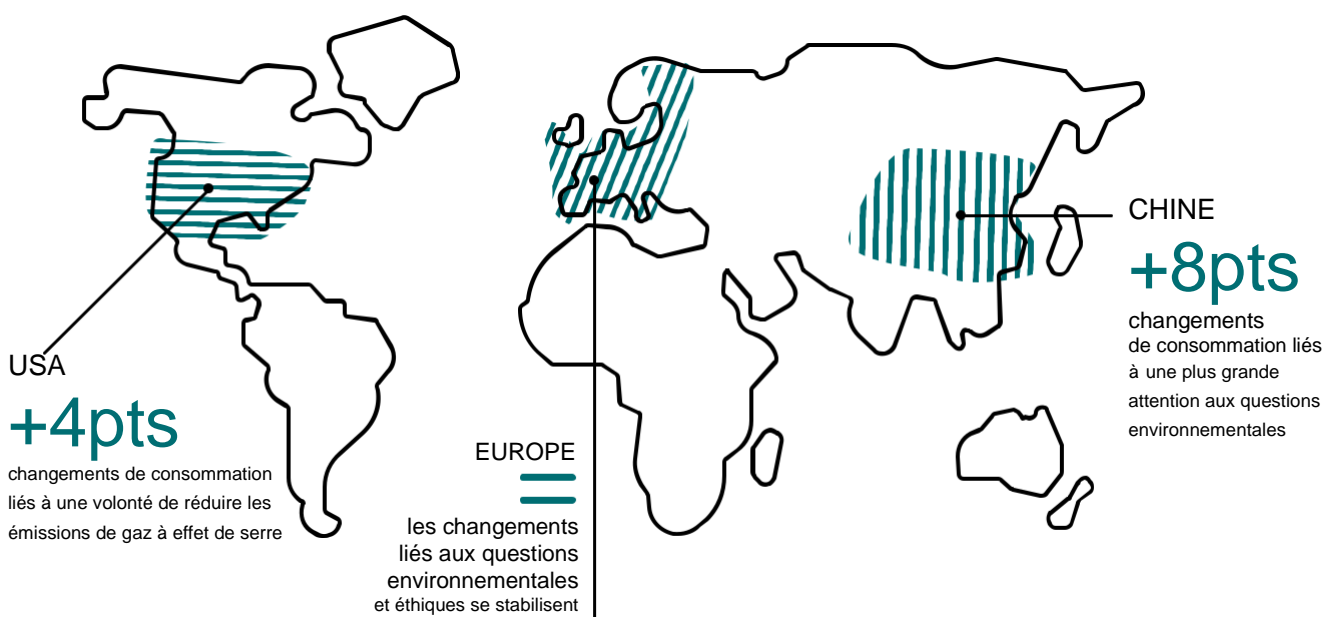 USA
+4pts
changements de consommation
liés à une volonté de réduire les
émissions de gaz à effet de serre
EUROPE
=
les changements
liés aux questions
environnementales
et éthiques se stabilisent
CHINE
+8pts
changements
de consommation liés
à une plus grande
attention aux questions
environnementales